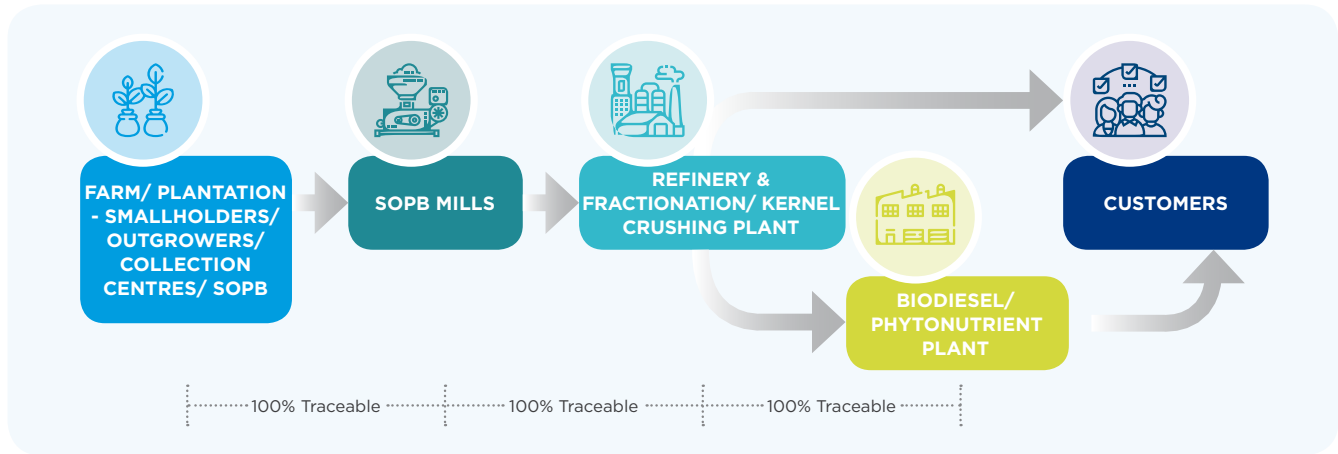 FARM/ PLANTATION
- SMALLHOLDERS/
OUTGROWERS/
COLLECTION
CENTRES/ SOPB
SOPB MILLS
REFINERY &
FRACTIONATION/ KERNEL
CRUSHING PLANT
BIODIESEL/
PHYTONUTRIENT
PLANT
CUSTOMERS
100% Traceable
100% Traceable
100% Traceable